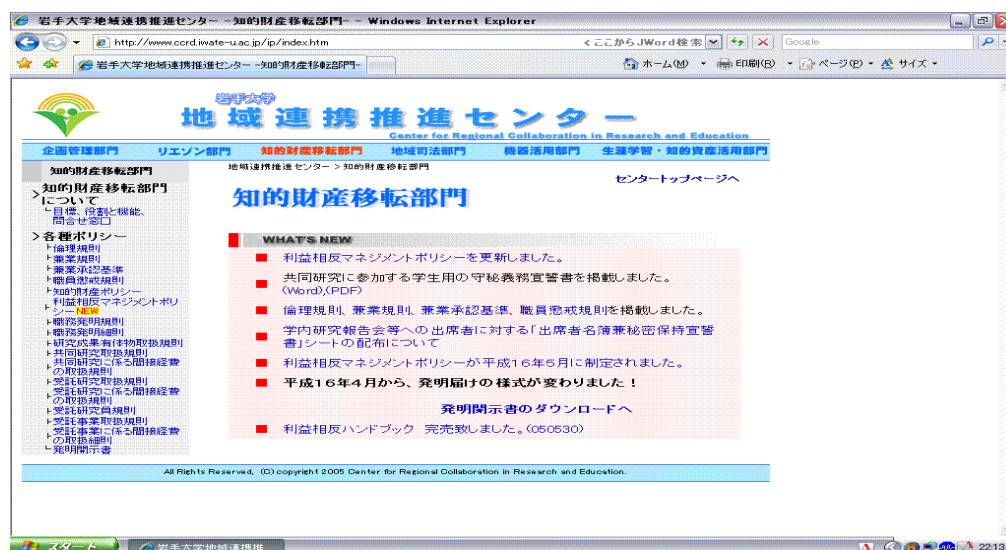 岩手大学地域連携推進センター -知的財産移転部門- - Windows Internet Explorer
http://www.ccrd.iwate-u.ac.jp/ip/index.htm
<ここからJWord検索
Google
岩手大学地域連携推進センター -知的財産移転部門-
ホーム(M)
印刷(R)
ページ(P)
サイズ
岩手大学
地域連携推進センター
Center for Regional Collaboration in Research and Education
企画管理部門 リエゾン部門 知的財産移転部門 地域司法部門 機器活用部門 生涯学習・知的資産活用部門
知的財産移転部門
>知的財産移転部門
について
目標、役割と機能、
問合せ窓口
>各種ポリシー
倫理規則
兼業規則
兼業承認基準
職員懲戒規則
知的財産ポリシー
利益相反マネジメントポリ
シーNEW
職務発明規則
職務発明細則
研究成果有体物取扱規則
共同研究取扱規則
共同研究に係る間接経費
の取扱規則
受託研究取扱規則
受託研究に係る間接経費
の取扱規則
受託研究員規則
受託事業取扱規則
受託事業に係る間接経費
の取扱細則
発明開示書
地域連携推進センター > 知的財産移転部門
センタートップページへ
知的財産移転部門
WHAT'S NEW
利益相反マネジメントポリシーを更新しました。
共同研究に参加する学生用の守秘義務宣誓書を掲載しました。
(Word),(PDF)
倫理規則、兼業規則、兼業承認基準、職員懲戒規則を掲載しました。
学内研究報告会等への出席者に対する「出席者名簿兼秘密保持宣誓
書」シートの配布について
利益相反マネジメントポリシーが平成16年5月に制定されました。
平成16年4月から、発明届けの様式が変わりました！
発明開示書のダウンロードへ
利益相反ハンドブック 完売致しました。(050530)
All Rights Reserved, (C) copyright 2005 Center for Regional Collaboration in Research and Education.
スタート
岩手大学地域連携推...
22:13